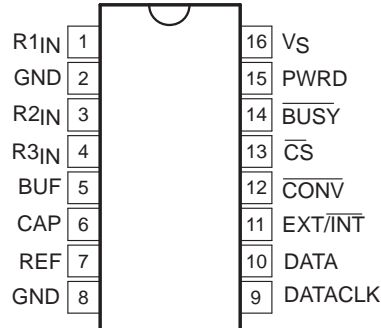 R1IN 1 16 VS
GND 2 15 PWRD
R2IN 3 14 BUSY
R3IN 4 13 CS
BUF 5 12 CONV
CAP 6 11 EXT/INT
REF 7 10 DATA
GND 8 9 DATACLK